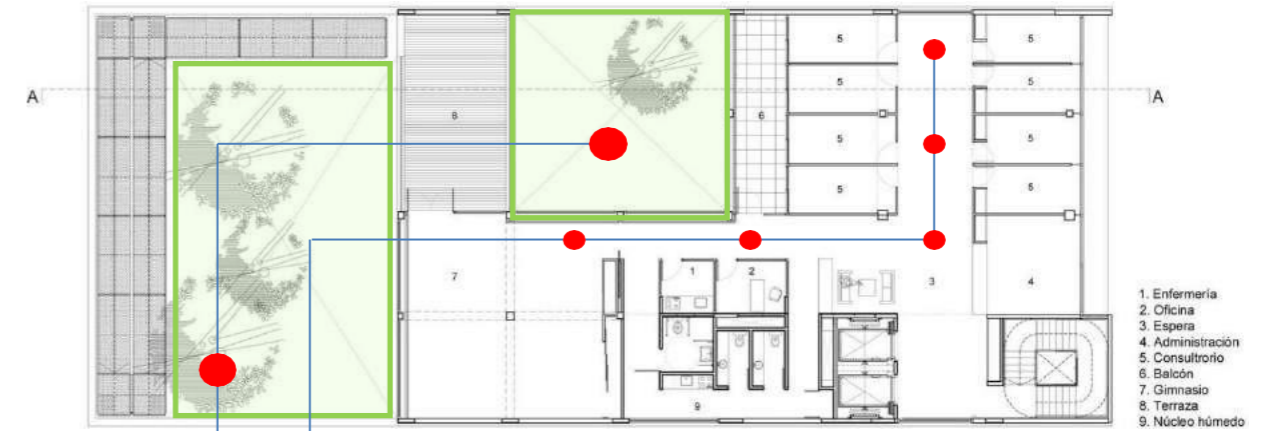 5
5
A
A
5
5
8
6
5
5
5
5
7
1
2
3
4
9
1. Enfermería
2. Oficina
3. Espera
4. Administración
5. Consultrorio
6. Balcón
7. Gimnasio
8. Terraza
9. Núcleo húmedo